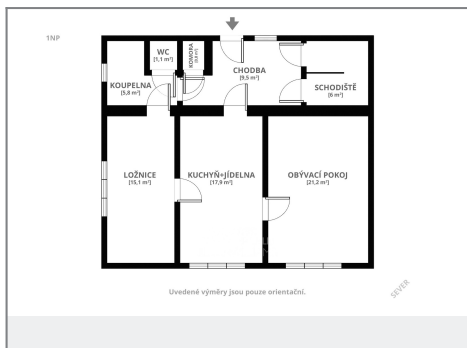 1NP
WC
[1,1 m²]
KOMORA
CHODBA
[9,5 m²]
KOUPELNA
[5,8 m²]
SCHODIŠTĚ
[6 m²]
LOŽNICE
[15,1 m²]
KUCHYŇ+JÍDELNA
[17,9 m²]
OBÝVACÍ POKOJ
[21,2 m²]
Uvedené výměry jsou pouze orientační.
SEVER